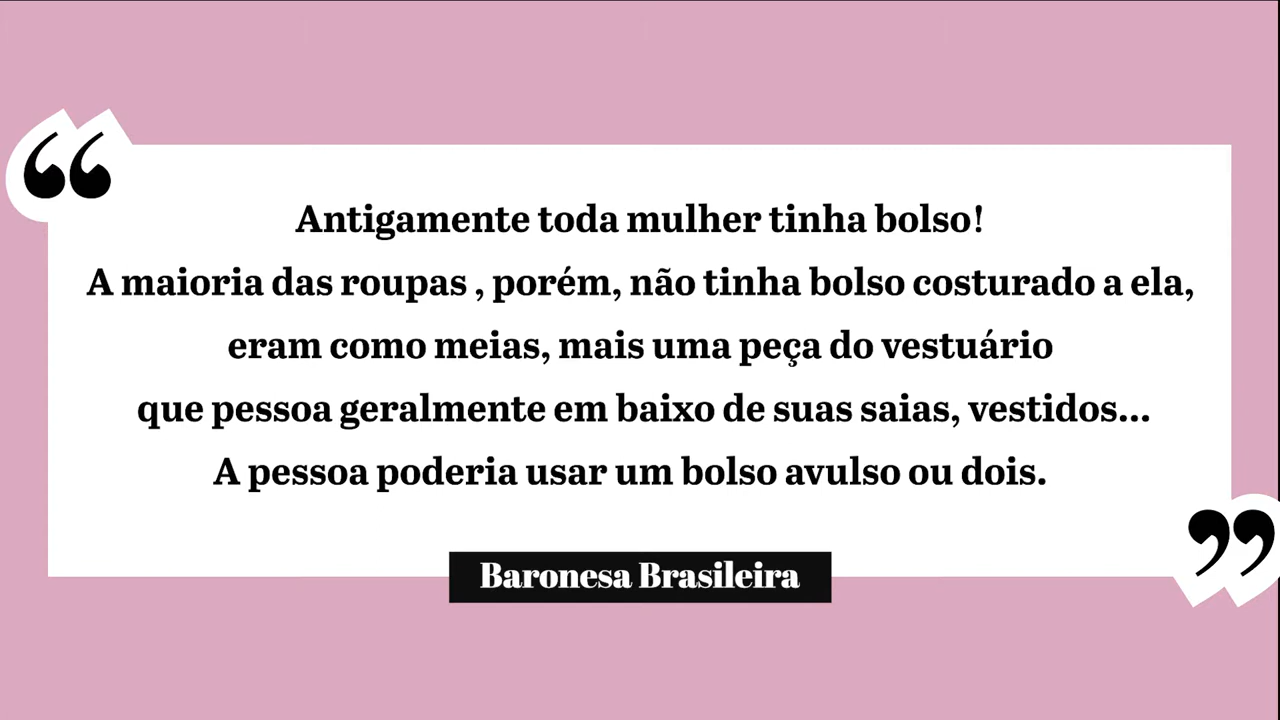 Antigamente toda mulher tinha bolso!
A maioria das roupas , porém, não tinha bolso costurado a ela,
eram como meias, mais uma peça do vestuário
que pessoa geralmente em baixo de suas saias, vestidos...
A pessoa poderia usar um bolso avulso ou dois.
Baronesa Brasileira